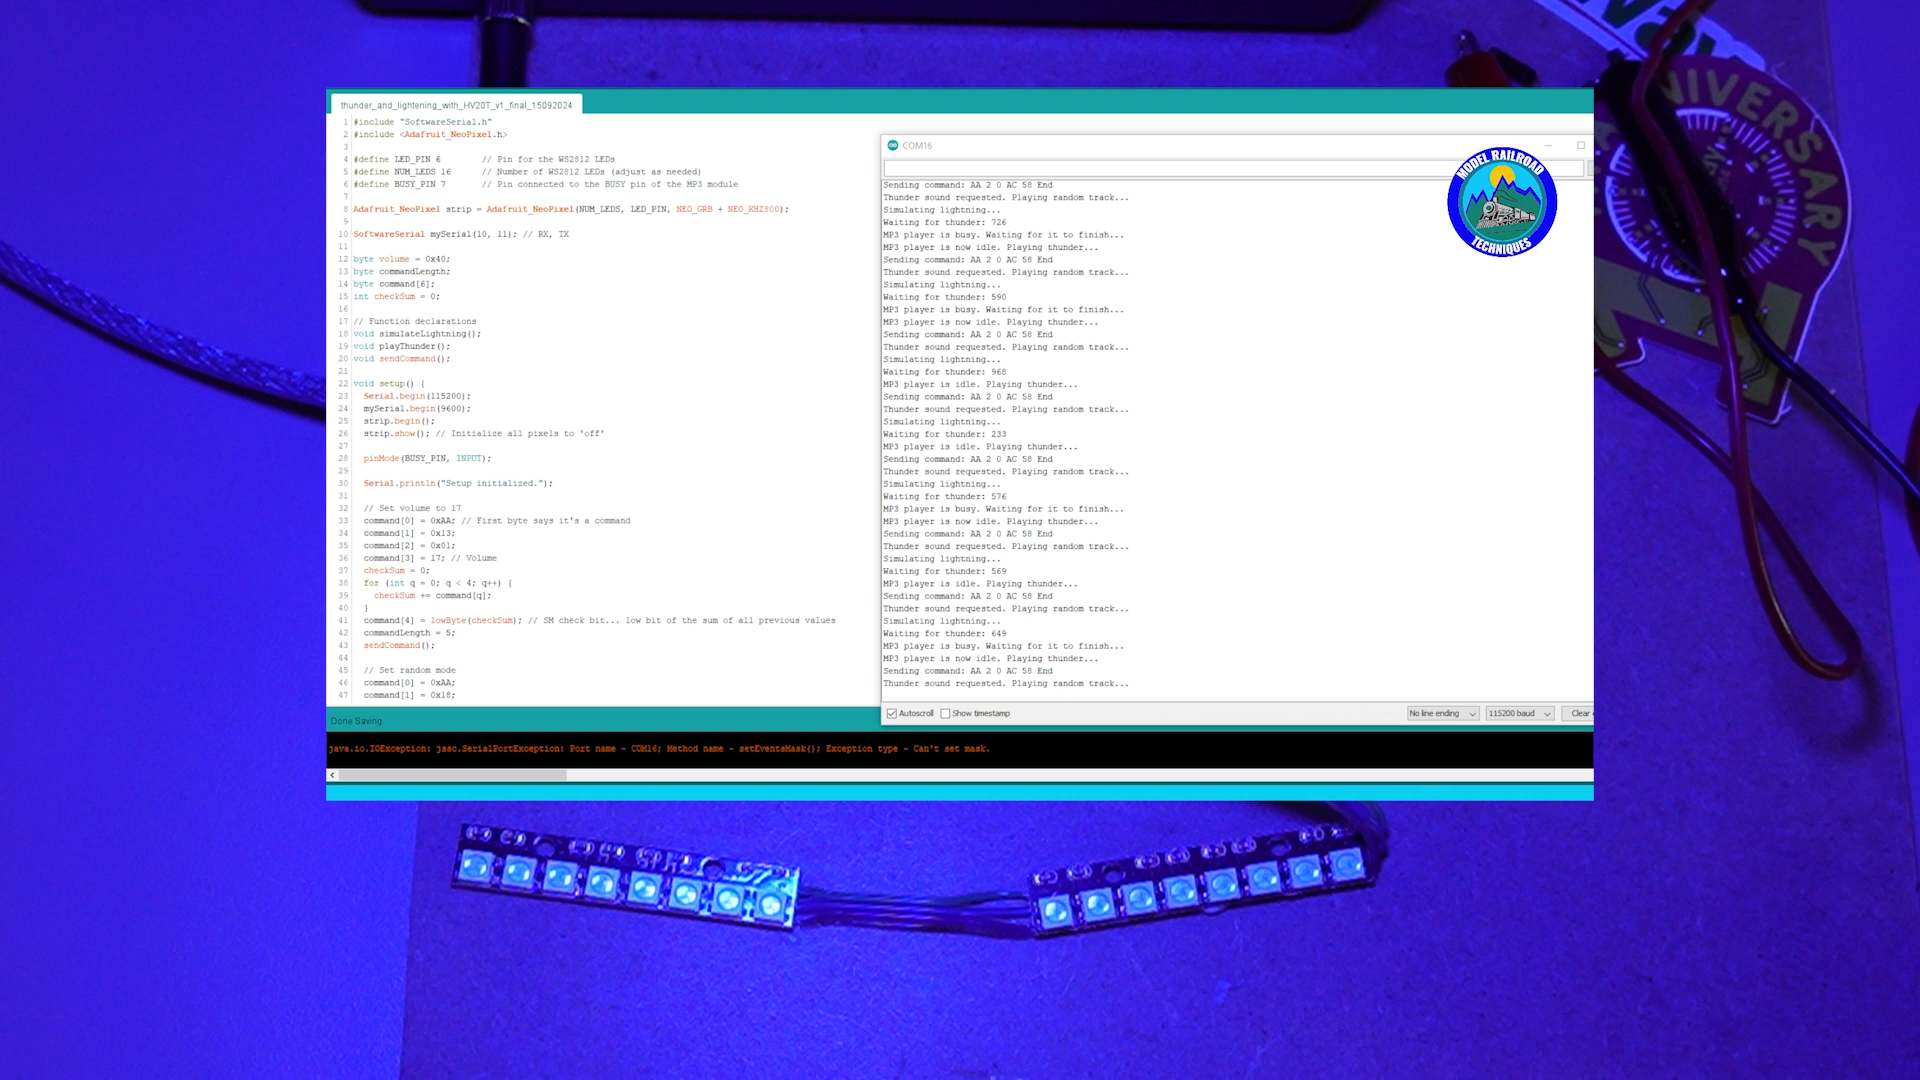 thunder_and_lightening_with_HV20T_v1_final_15092024
1 #include "SoftwareSerial.h"
2 #include <Adafruit_NeoPixel.h>
3
4 #define LED_PIN 6 // Pin for the WS2812 LEDs
5 #define NUM_LEDS 16 // Number of WS2812 LEDs (adjust as needed)
6 #define BUSY_PIN 7 // Pin connected to the BUSY pin of the MP3 module
7
8 Adafruit_NeoPixel strip = Adafruit_NeoPixel(NUM_LEDS, LED_PIN, NEO_GRB + NEO_KHZ800);
9
10 SoftwareSerial mySerial(10, 11); // RX, TX
11
12 byte volume = 0x40;
13 byte commandLength;
14 byte command[6];
15 int checkSum = 0;
16
17 // Function declarations
18 void simulateLightning();
19 void playThunder();
20 void sendCommand();
21
22 void setup() {
23 Serial.begin(115200);
24 mySerial.begin(9600);
25 strip.begin();
26 strip.show(); // Initialize all pixels to 'off'
27
28 pinMode(BUSY_PIN, INPUT);
29
30 Serial.println("Setup initialized.");
31
32 // Set volume to 17
33 command[0] = 0xAA; // First byte says it's a command
34 command[1] = 0x13;
35 command[2] = 0x01;
36 command[3] = 17; // Volume
37 checkSum = 0;
38 for (int q = 0; q < 4; q++) {
39 checkSum += command[q];
40 }
41 command[4] = lowByte(checkSum); // SM check bit... low bit of the sum of all previous values
42 commandLength = 5;
43 sendCommand();
44
45 // Set random mode
46 command[0] = 0xAA;
47 command[1] = 0x18;
Done Saving.
java.io.IOException: jssc.SerialPortException: Port name - COM16; Method name - setEventsMask(); Exception type - Can't set mask.
COM16
Sending command: AA 2 0 AC 58 End
Thunder sound requested. Playing random track...
Simulating lightning...
Waiting for thunder: 726
MP3 player is busy. Waiting for it to finish...
MP3 player is now idle. Playing thunder...
Sending command: AA 2 0 AC 58 End
Thunder sound requested. Playing random track...
Simulating lightning...
Waiting for thunder: 590
MP3 player is busy. Waiting for it to finish...
MP3 player is now idle. Playing thunder...
Sending command: AA 2 0 AC 58 End
Thunder sound requested. Playing random track...
Simulating lightning...
Waiting for thunder: 968
MP3 player is idle. Playing thunder...
Sending command: AA 2 0 AC 58 End
Thunder sound requested. Playing random track...
Simulating lightning...
Waiting for thunder: 233
MP3 player is idle. Playing thunder...
Sending command: AA 2 0 AC 58 End
Thunder sound requested. Playing random track...
Simulating lightning...
Waiting for thunder: 576
MP3 player is busy. Waiting for it to finish...
MP3 player is now idle. Playing thunder...
Sending command: AA 2 0 AC 58 End
Thunder sound requested. Playing random track...
Simulating lightning...
Waiting for thunder: 569
MP3 player is idle. Playing thunder...
Sending command: AA 2 0 AC 58 End
Thunder sound requested. Playing random track...
Simulating lightning...
Waiting for thunder: 649
MP3 player is busy. Waiting for it to finish...
MP3 player is now idle. Playing thunder...
Sending command: AA 2 0 AC 58 End
Thunder sound requested. Playing random track...
Autoscroll Show timestamp
No line ending 115200 baud Clear
MODEL RAILROAD
TECHNIQUES
NIVERSARY